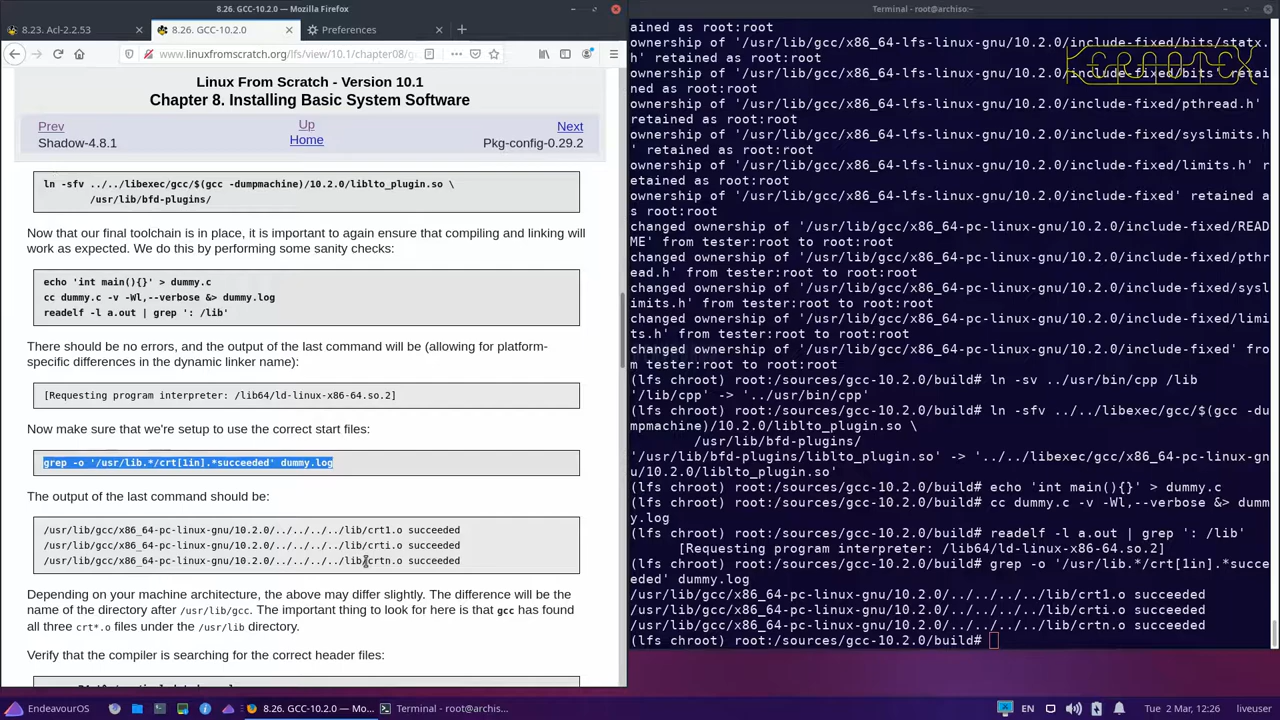 8.26. GCC-10.2.0 — Mozilla Firefox
8.23. Acl-2.2.53
8.26. GCC-10.2.0
Preferences
www.linuxfromscratch.org/lfs/view/10.1/chapter08/g
Linux From Scratch - Version 10.1
Chapter 8. Installing Basic System Software
Prev
Up
Next
Shadow-4.8.1
Home
Pkg-config-0.29.2
ln -sfv ../../libexec/gcc/$(gcc -dumpmachine)/10.2.0/liblto_plugin.so \
/usr/lib/bfd-plugins/
Now that our final toolchain is in place, it is important to again ensure that compiling and linking will
work as expected. We do this by performing some sanity checks:
echo 'int main(){}' > dummy.c
cc dummy.c -v -Wl,--verbose &> dummy.log
readelf -l a.out | grep ': /lib'
There should be no errors, and the output of the last command will be (allowing for platform-
specific differences in the dynamic linker name):
[Requesting program interpreter: /lib64/ld-linux-x86-64.so.2]
Now make sure that we're setup to use the correct start files:
grep -o '/usr/lib.*/crt[1in].*succeeded' dummy.log
The output of the last command should be:
/usr/lib/gcc/x86_64-pc-linux-gnu/10.2.0/../../../../lib/crt1.o succeeded
/usr/lib/gcc/x86_64-pc-linux-gnu/10.2.0/../../../../lib/crti.o succeeded
/usr/lib/gcc/x86_64-pc-linux-gnu/10.2.0/../../../../lib/crtn.o succeeded
Depending on your machine architecture, the above may differ slightly. The difference will be the
name of the directory after /usr/lib/gcc. The important thing to look for here is that gcc has found
all three crt*.o files under the /usr/lib directory.
Verify that the compiler is searching for the correct header files:
Terminal - root@archiso:~
etained as root:root
ownership of '/usr/lib/gcc/x86_64-lfs-linux-gnu/10.2.0/include-fixed/bits/statx.
h' retained as root:root
ownership of '/usr/lib/gcc/x86_64-lfs-linux-gnu/10.2.0/include-fixed/bits' retai
ned as root:root
ownership of '/usr/lib/gcc/x86_64-lfs-linux-gnu/10.2.0/include-fixed/pthread.h'
retained as root:root
ownership of '/usr/lib/gcc/x86_64-lfs-linux-gnu/10.2.0/include-fixed/syslimits.h
' retained as root:root
ownership of '/usr/lib/gcc/x86_64-lfs-linux-gnu/10.2.0/include-fixed/limits.h' r
etained as root:root
ownership of '/usr/lib/gcc/x86_64-lfs-linux-gnu/10.2.0/include-fixed' retained a
s root:root
changed ownership of '/usr/lib/gcc/x86_64-lfs-linux-gnu/10.2.0/include-fixed/READ
ME' from tester:root to root:root
changed ownership of '/usr/lib/gcc/x86_64-lfs-linux-gnu/10.2.0/include-fixed/pthr
ead.h' from tester:root to root:root
changed ownership of '/usr/lib/gcc/x86_64-lfs-linux-gnu/10.2.0/include-fixed/sysl
imits.h' from tester:root to root:root
changed ownership of '/usr/lib/gcc/x86_64-lfs-linux-gnu/10.2.0/include-fixed/limi
ts.h' from tester:root to root:root
changed ownership of '/usr/lib/gcc/x86_64-lfs-linux-gnu/10.2.0/include-fixed' fro
m tester:root to root:root
(lfs chroot) root:/sources/gcc-10.2.0/build# ln -sv ../usr/bin/cpp /lib
'/lib/cpp' -> '../usr/bin/cpp'
(lfs chroot) root:/sources/gcc-10.2.0/build# ln -sfv ../../libexec/gcc/$(gcc -du
mpmachine)/10.2.0/liblto_plugin.so \
/usr/lib/bfd-plugins/
'/usr/lib/bfd-plugins/liblto_plugin.so' -> '../../libexec/gcc/x86_64-pc-linux-gn
u/10.2.0/liblto_plugin.so'
(lfs chroot) root:/sources/gcc-10.2.0/build# echo 'int main(){}' > dummy.c
(lfs chroot) root:/sources/gcc-10.2.0/build# cc dummy.c -v -Wl,--verbose &> dumm
y.log
(lfs chroot) root:/sources/gcc-10.2.0/build# readelf -l a.out | grep ': /lib'
[Requesting program interpreter: /lib64/ld-linux-x86-64.so.2]
(lfs chroot) root:/sources/gcc-10.2.0/build# grep -o '/usr/lib.*/crt[1in].*succe
eded' dummy.log
/usr/lib/gcc/x86_64-pc-linux-gnu/10.2.0/../../../../lib/crt1.o succeeded
/usr/lib/gcc/x86_64-pc-linux-gnu/10.2.0/../../../../lib/crti.o succeeded
/usr/lib/gcc/x86_64-pc-linux-gnu/10.2.0/../../../../lib/crtn.o succeeded
(lfs chroot) root:/sources/gcc-10.2.0/build#
EndeavourOS
8.26. GCC-10.2.0 — Mo...
Terminal - root@archis...
EN
Tue 2 Mar, 12:26
liveuser